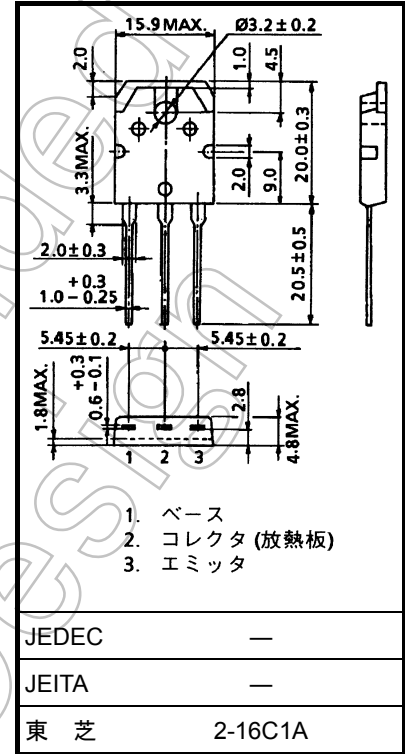 15.9 MAX.
Ø3.2 ± 0.2
2.0
1.0
4.5
3.3MAX.
2.0
9.0
20.0 ± 0.3
2.0 ± 0.3
+0.3
1.0 − 0.25
20.5 ± 0.5
5.45 ± 0.2
5.45 ± 0.2
1.8MAX.
+0.3
0.6 − 0.1
2.8
4.8MAX.
1 2 3
1. ベース
2. コレクタ (放熱板)
3. エミッタ
JEDEC —
JEITA —
東 芝 2-16C1A